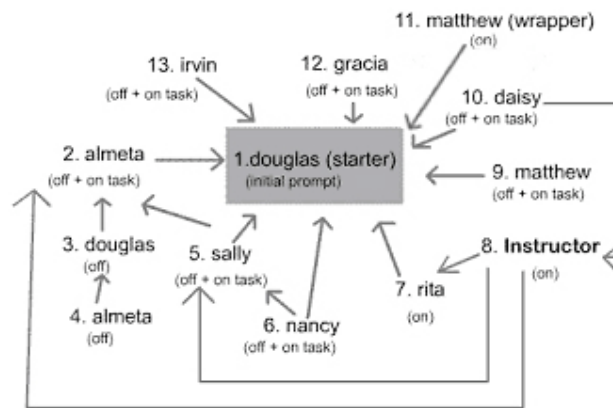 11. matthew (wrapper)
(on)
13. irvin
(off + on task)
12. gracia
(off + on task)
10. daisy
(off + on task)
2. almeta
(off + on task)
1.douglas (starter)
(initial prompt)
9. matthew
(off + on task)
3. douglas
(off)
5. sally
(off + on task)
8. Instructor
(on)
4. almeta
(off)
6. nancy
(off + on task)
7. rita
(on)